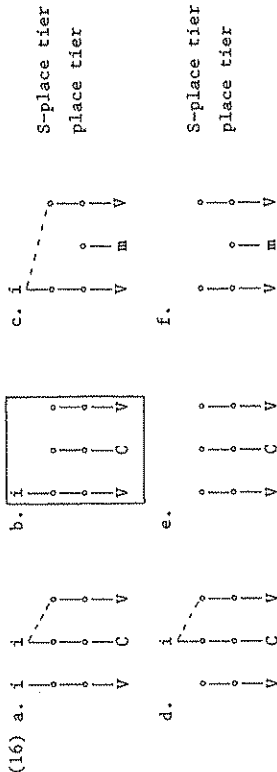 (16) a. i i b. i c. i
S-place tier
place tier
V C V V C V V m V
d. i e. f.
S-place tier
place tier
V C V V C V V m V